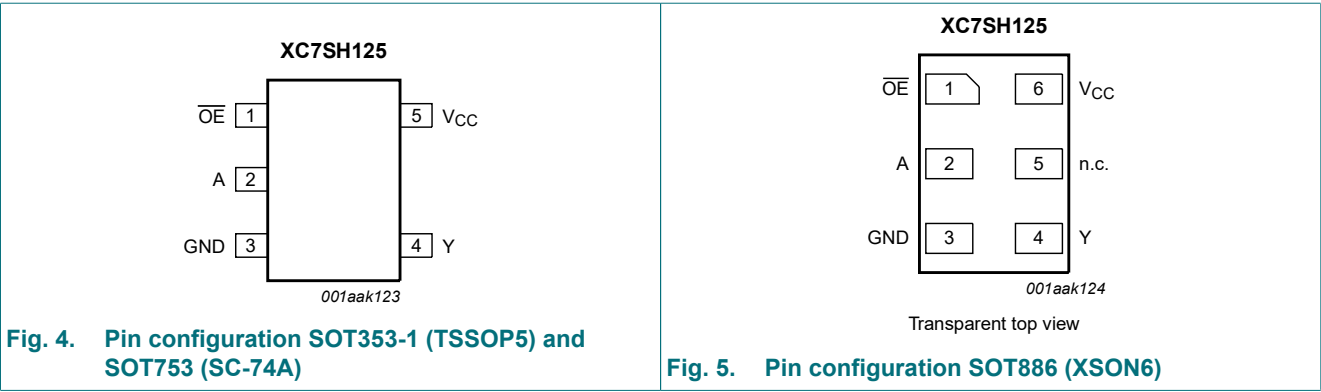 XC7SH125
OE 1 5 VCC
A 2
GND 3 4 Y
001aak123
Fig. 4. Pin configuration SOT353-1 (TSSOP5) and
SOT753 (SC-74A)
XC7SH125
OE 1 6 VCC
A 2 5 n.c.
GND 3 4 Y
001aak124
Transparent top view
Fig. 5. Pin configuration SOT886 (XSON6)